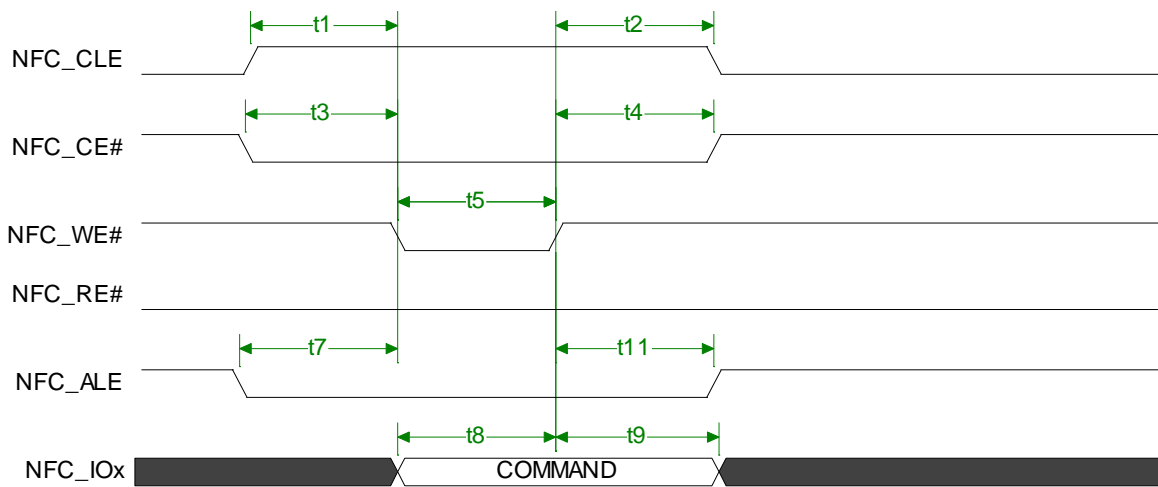 t1 t2
NFC_CLE
t3 t4
NFC_CE#
t5
NFC_WE#
NFC_RE#
t7 t11
NFC_ALE
t8 t9
NFC_IOx COMMAND